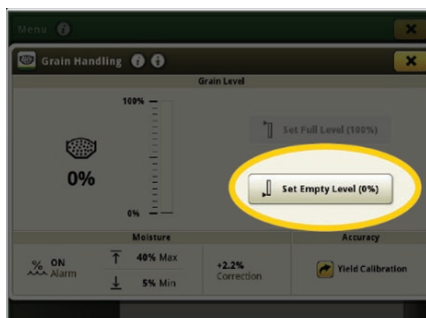 Menu
Grain Handling
Grain Level
100%
Set Full Level (100%)
0%
Set Empty Level (0%)
0%
Moisture
Accuracy
% ON
Alarm
40% Max
5% Min
+2.2%
Correction
Yield Calibration